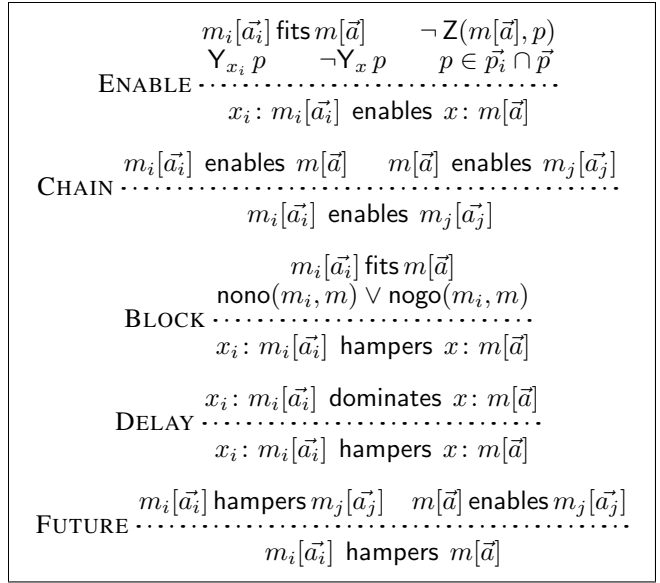 m_i[\vec{a_i}] fits m[\vec{a}] ¬ Z(m[\vec{a}], p)
Y_{x_i} p ¬Y_x p p ∈ \vec{p_i} ∩ \vec{p}
ENABLE
x_i : m_i[\vec{a_i}] enables x : m[\vec{a}]
m_i[\vec{a_i}] enables m[\vec{a}] m[\vec{a}] enables m_j[\vec{a_j}]
CHAIN
m_i[\vec{a_i}] enables m_j[\vec{a_j}]
m_i[\vec{a_i}] fits m[\vec{a}]
nono(m_i, m) ∨ nogo(m_i, m)
BLOCK
x_i : m_i[\vec{a_i}] hampers x : m[\vec{a}]
x_i : m_i[\vec{a_i}] dominates x : m[\vec{a}]
DELAY
x_i : m_i[\vec{a_i}] hampers x : m[\vec{a}]
m_i[\vec{a_i}] hampers m_j[\vec{a_j}] m[\vec{a}] enables m_j[\vec{a_j}]
FUTURE
m_i[\vec{a_i}] hampers m[\vec{a}]